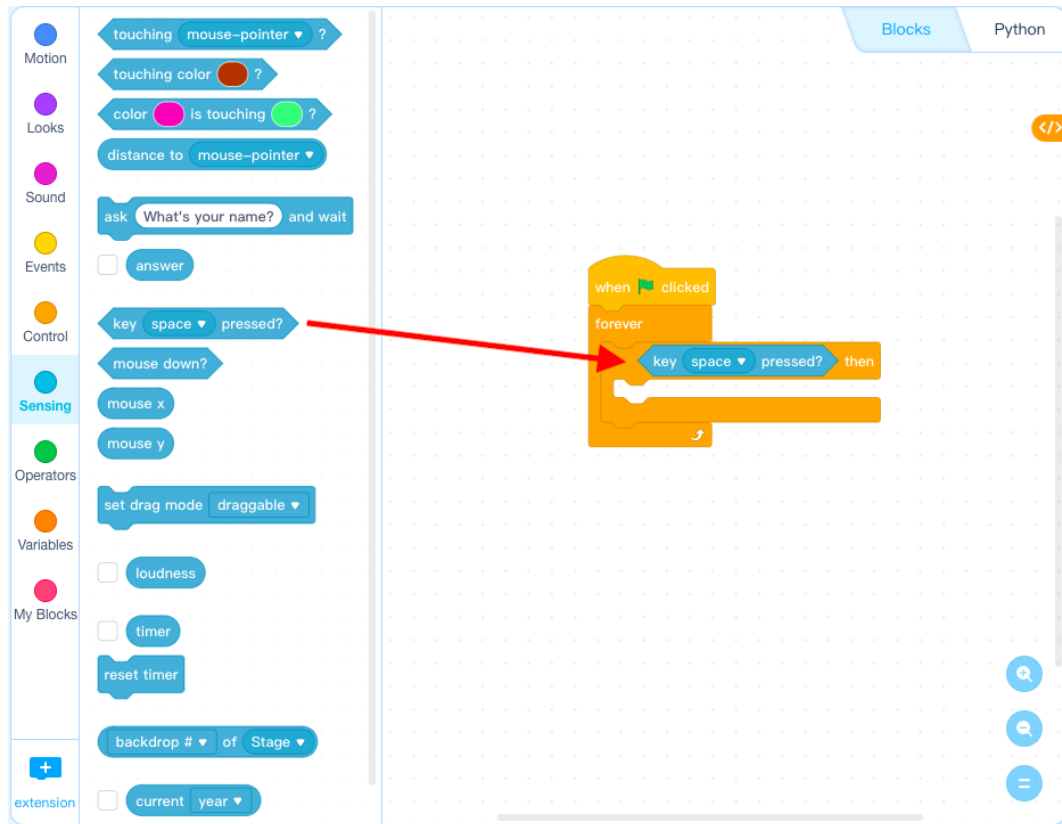 Motion
Looks
Sound
Events
Control
Sensing
Operators
Variables
My Blocks
extension
touching mouse-pointer ?
touching color ?
color is touching ?
distance to mouse-pointer
ask What's your name? and wait
answer
key space pressed?
mouse down?
mouse x
mouse y
set drag mode draggable
loudness
timer
reset timer
backdrop # of Stage
current year
Blocks
Python
</>
when clicked
forever
key space pressed? then